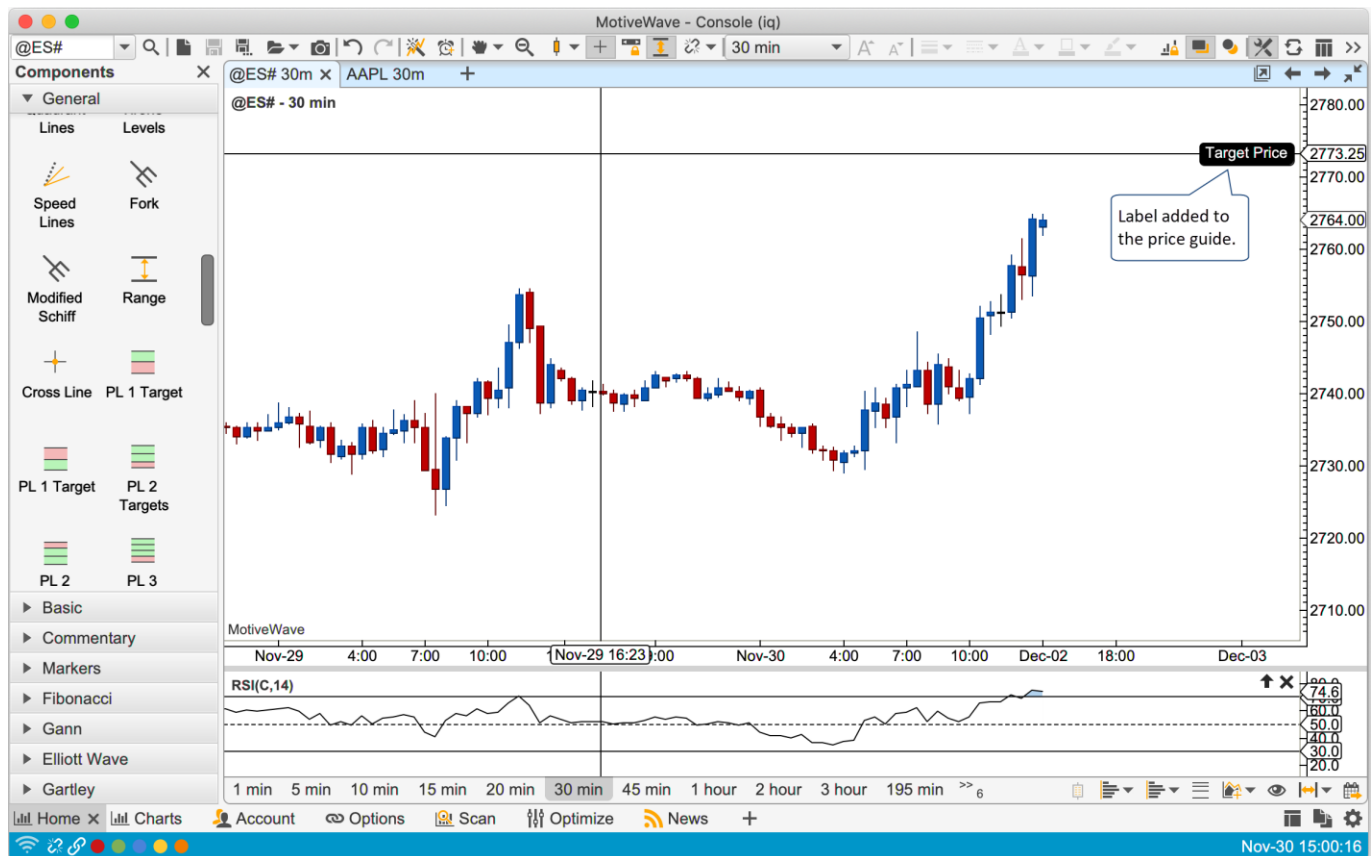 MotiveWave - Console (iq)
@ES#
30 min
Components
General
Lines
Levels
Speed
Lines
Fork
Modified
Schiff
Range
Cross Line
PL 1 Target
PL 1 Target
PL 2
Targets
PL 2
PL 3
Basic
Commentary
Markers
Fibonacci
Gann
Elliott Wave
Gartley
@ES# 30m
AAPL 30m
@ES# - 30 min
2780.00
Target Price
2773.25
2770.00
Label added to
the price guide.
2764.00
2760.00
2750.00
2740.00
2730.00
2720.00
2710.00
MotiveWave
Nov-29 4:00 7:00 10:00 Nov-29 16:23 Nov-30 4:00 7:00 10:00 Dec-02 18:00 Dec-03
RSI(C,14)
74.6
50.0
40.0
30.0
20.0
1 min 5 min 10 min 15 min 20 min 30 min 45 min 1 hour 2 hour 3 hour 195 min >> 6
Home Charts Account Options Scan Optimize News
Nov-30 15:00:16